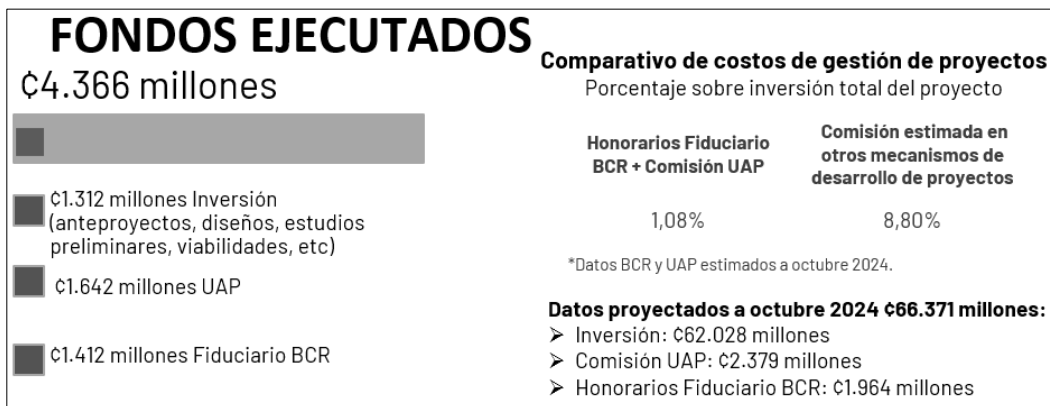 FONDOS EJECUTADOS
₡4.366 millones
₡1.312 millones Inversión
(anteproyectos, diseños, estudios
preliminares, viabilidades, etc)
₡1.642 millones UAP
₡1.412 millones Fiduciario BCR
Comparativo de costos de gestión de proyectos
Porcentaje sobre inversión total del proyecto
Honorarios Fiduciario
BCR + Comisión UAP
Comisión estimada en
otros mecanismos de
desarrollo de proyectos
1,08%
8,80%
*Datos BCR y UAP estimados a octubre 2024.
Datos proyectados a octubre 2024 ₡66.371 millones:
➢ Inversión: ₡62.028 millones
➢ Comisión UAP: ₡2.379 millones
➢ Honorarios Fiduciario BCR: ₡1.964 millones